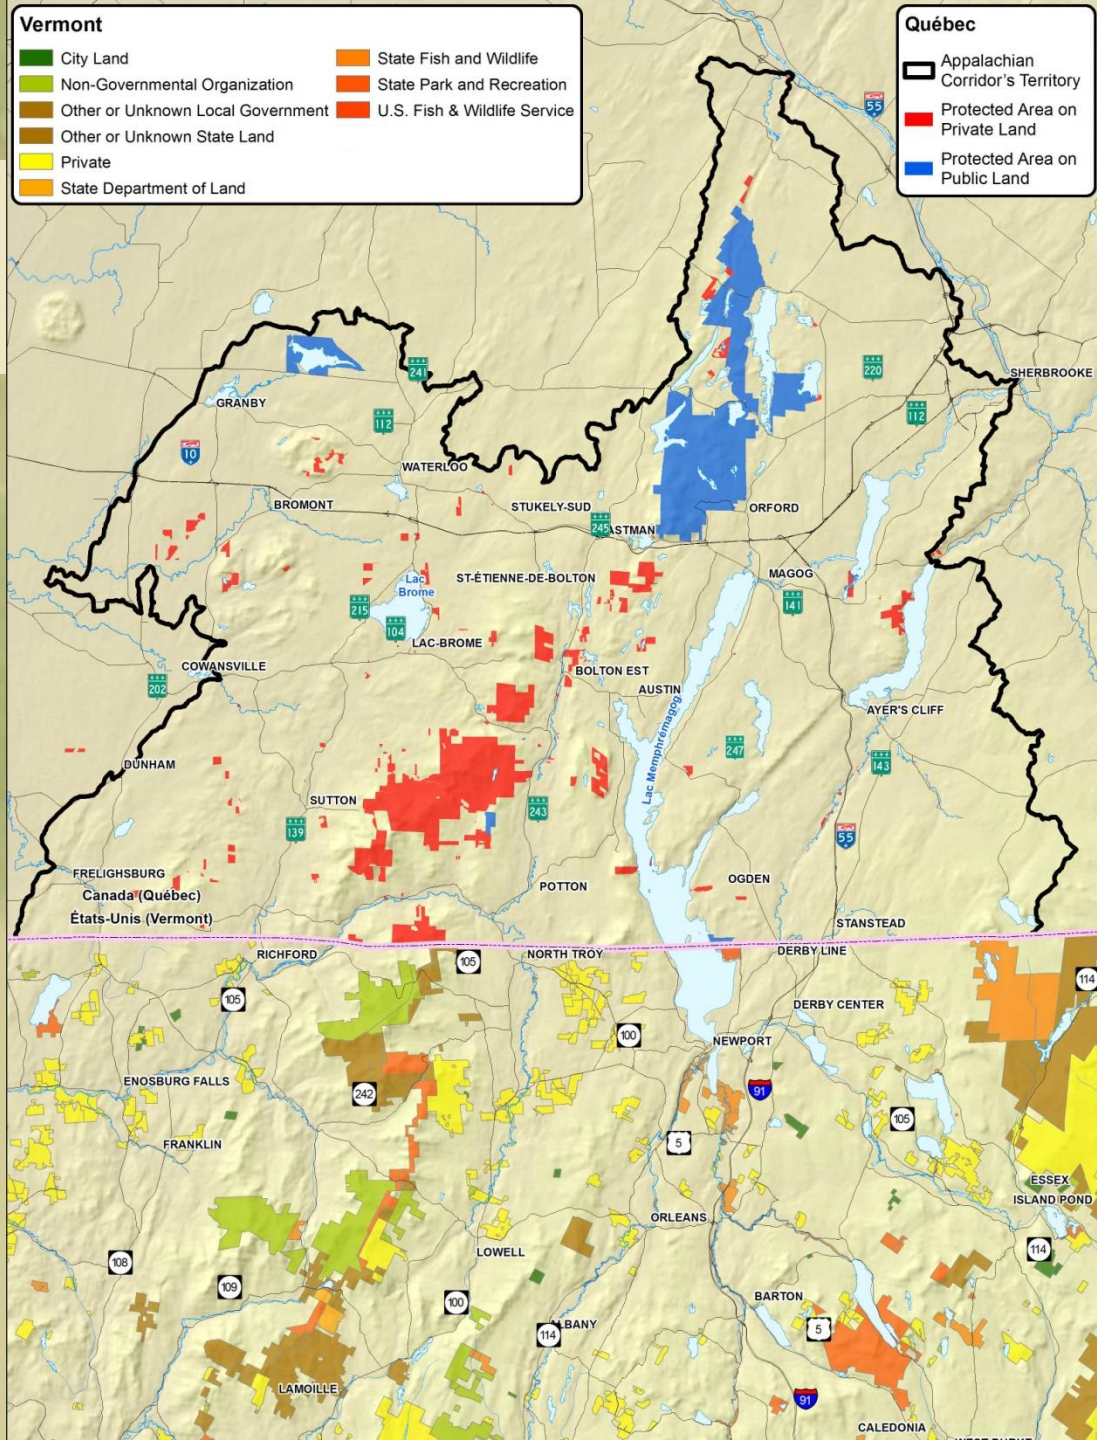 Vermont
City Land
Non-Governmental Organization
Other or Unknown Local Government
Other or Unknown State Land
Private
State Department of Land
State Fish and Wildlife
State Park and Recreation
U.S. Fish & Wildlife Service
Québec
Appalachian
Corridor's Territory
Protected Area on
Private Land
Protected Area on
Public Land
55
SHERBROOKE
241
220
GRANBY
112
112
10
WATERLOO
BROMONT
STUKELY-SUD
ORFORD
245
ASTMAN
ST-ÉTIENNE-DE-BOLTON
MAGOG
Lac
Brome
215
141
104
LAC-BROME
COWANSVILLE
BOLTON EST
202
AUSTIN
AYER'S CLIFF
Lac Memphrémagog
247
143
DUNHAM
SUTTON
243
139
55
FRELIGHSBURG
OGDEN
POTTON
Canada (Québec)
États-Unis (Vermont)
STANSTEAD
RICHFORD
NORTH TROY
DERBY LINE
105
114
105
DERBY CENTER
100
NEWPORT
ENOSBURG FALLS
242
91
105
FRANKLIN
5
ESSEX
ISLAND POND
ORLEANS
LOWELL
114
108
109
100
BARTON
114
LBANY
5
LAMOILLE
91
CALEDONIA